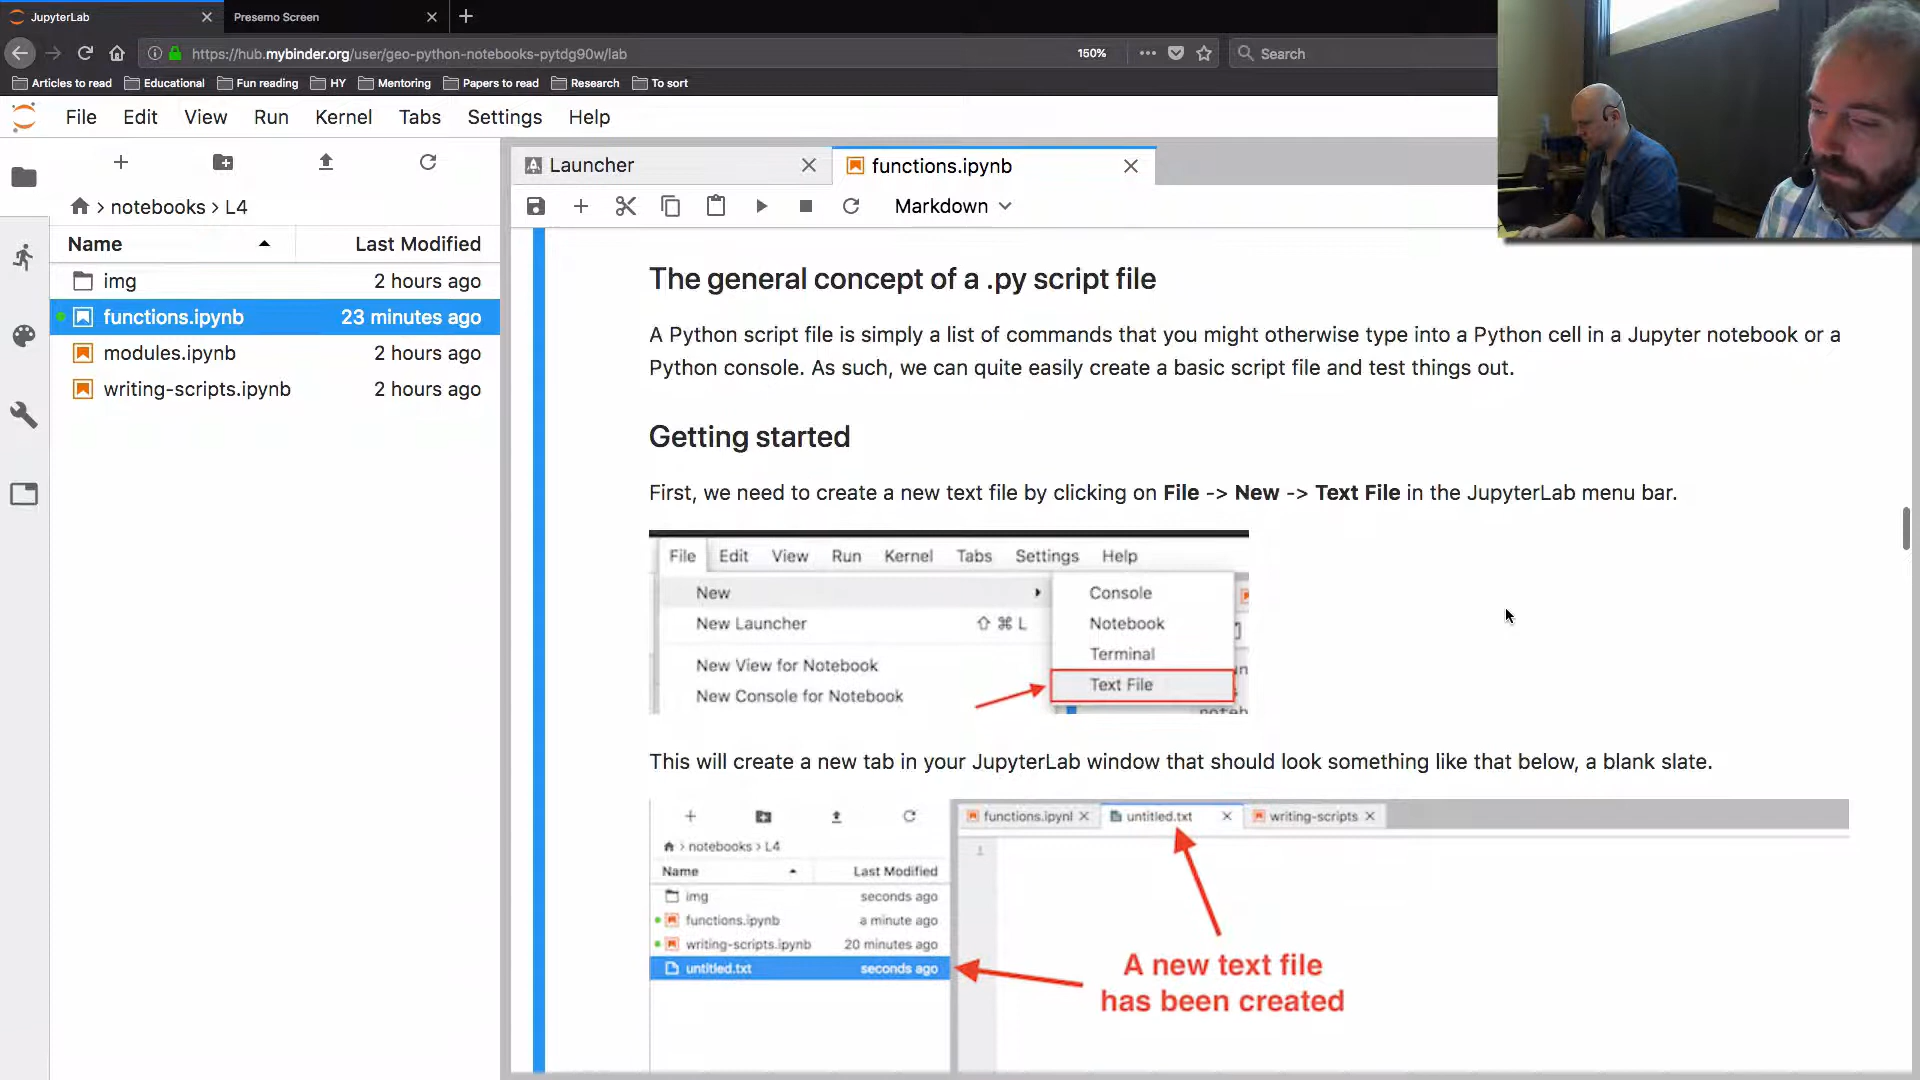 JupyterLab
Presemo Screen
https://hub.mybinder.org/user/geo-python-notebooks-pytdg90w/lab
150%
Search
Articles to read
Educational
Fun reading
HY
Mentoring
Papers to read
Research
To sort
File Edit View Run Kernel Tabs Settings Help
Launcher
functions.ipynb
notebooks > L4
Markdown
Name
Last Modified
img 2 hours ago
functions.ipynb 23 minutes ago
modules.ipynb 2 hours ago
writing-scripts.ipynb 2 hours ago
The general concept of a .py script file
A Python script file is simply a list of commands that you might otherwise type into a Python cell in a Jupyter notebook or a
Python console. As such, we can quite easily create a basic script file and test things out.
Getting started
First, we need to create a new text file by clicking on File -> New -> Text File in the JupyterLab menu bar.
File Edit View Run Kernel Tabs Settings Help
New
New Launcher ⇧ ⌘ L
New View for Notebook
New Console for Notebook
Console
Notebook
Terminal
Text File
This will create a new tab in your JupyterLab window that should look something like that below, a blank slate.
functions.ipynl
untitled.txt
writing-scripts
1
notebooks > L4
Name
Last Modified
img seconds ago
functions.ipynb a minute ago
writing-scripts.ipynb 20 minutes ago
untitled.txt seconds ago
A new text file
has been created